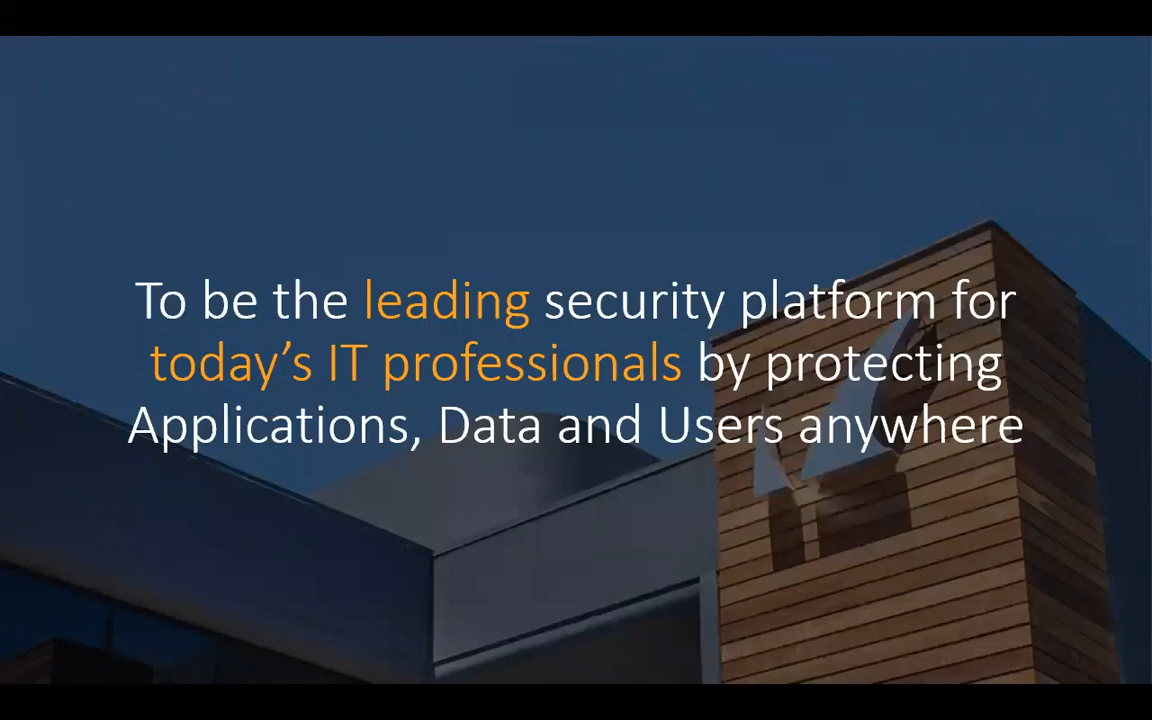 To be the leading security platform for
today’s IT professionals by protecting
Applications, Data and Users anywhere